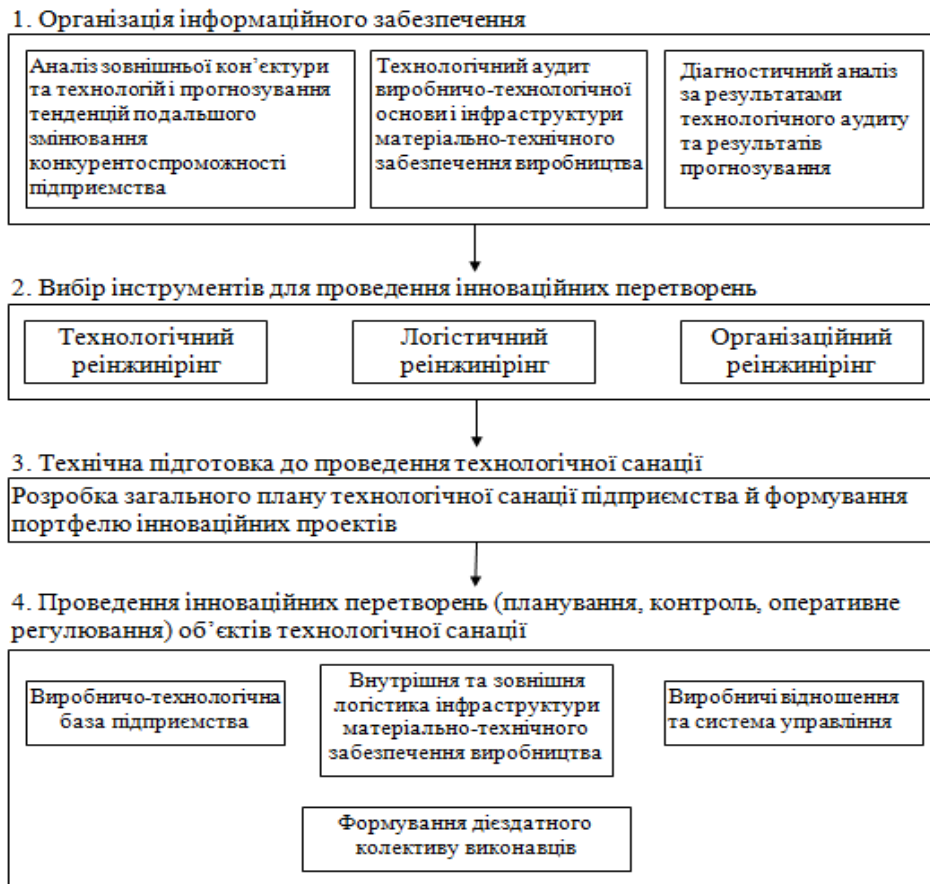 1. Організація інформаційного забезпечення
Аналіз зовнішньої кон’єктури
та технологій і прогнозування
тенденцій подальшого
змінювання
конкурентоспроможності
підприємства
Технологічний аудит
виробничо-технологічної
основи і інфраструктури
матеріально-технічного
забезпечення виробництва
Діагностичний аналіз
за результатами
технологічного аудиту
та результатів
прогнозування
2. Вибір інструментів для проведення інноваційних перетворень
Технологічний
реінжинірінг
Логістичний
реінжинірінг
Організаційний
реінжинірінг
3. Технічна підготовка до проведення технологічної санації
Розробка загального плану технологічної санації підприємства й формування
портфелю інноваційних проектів
4. Проведення інноваційних перетворень (планування, контроль, оперативне
регулювання) об’єктів технологічної санації
Виробничо-технологічна
база підприємства
Внутрішня та зовнішня
логістика інфраструктури
матеріально-технічного
забезпечення виробництва
Виробничі відношення
та система управління
Формування дієздатного
колективу виконавців